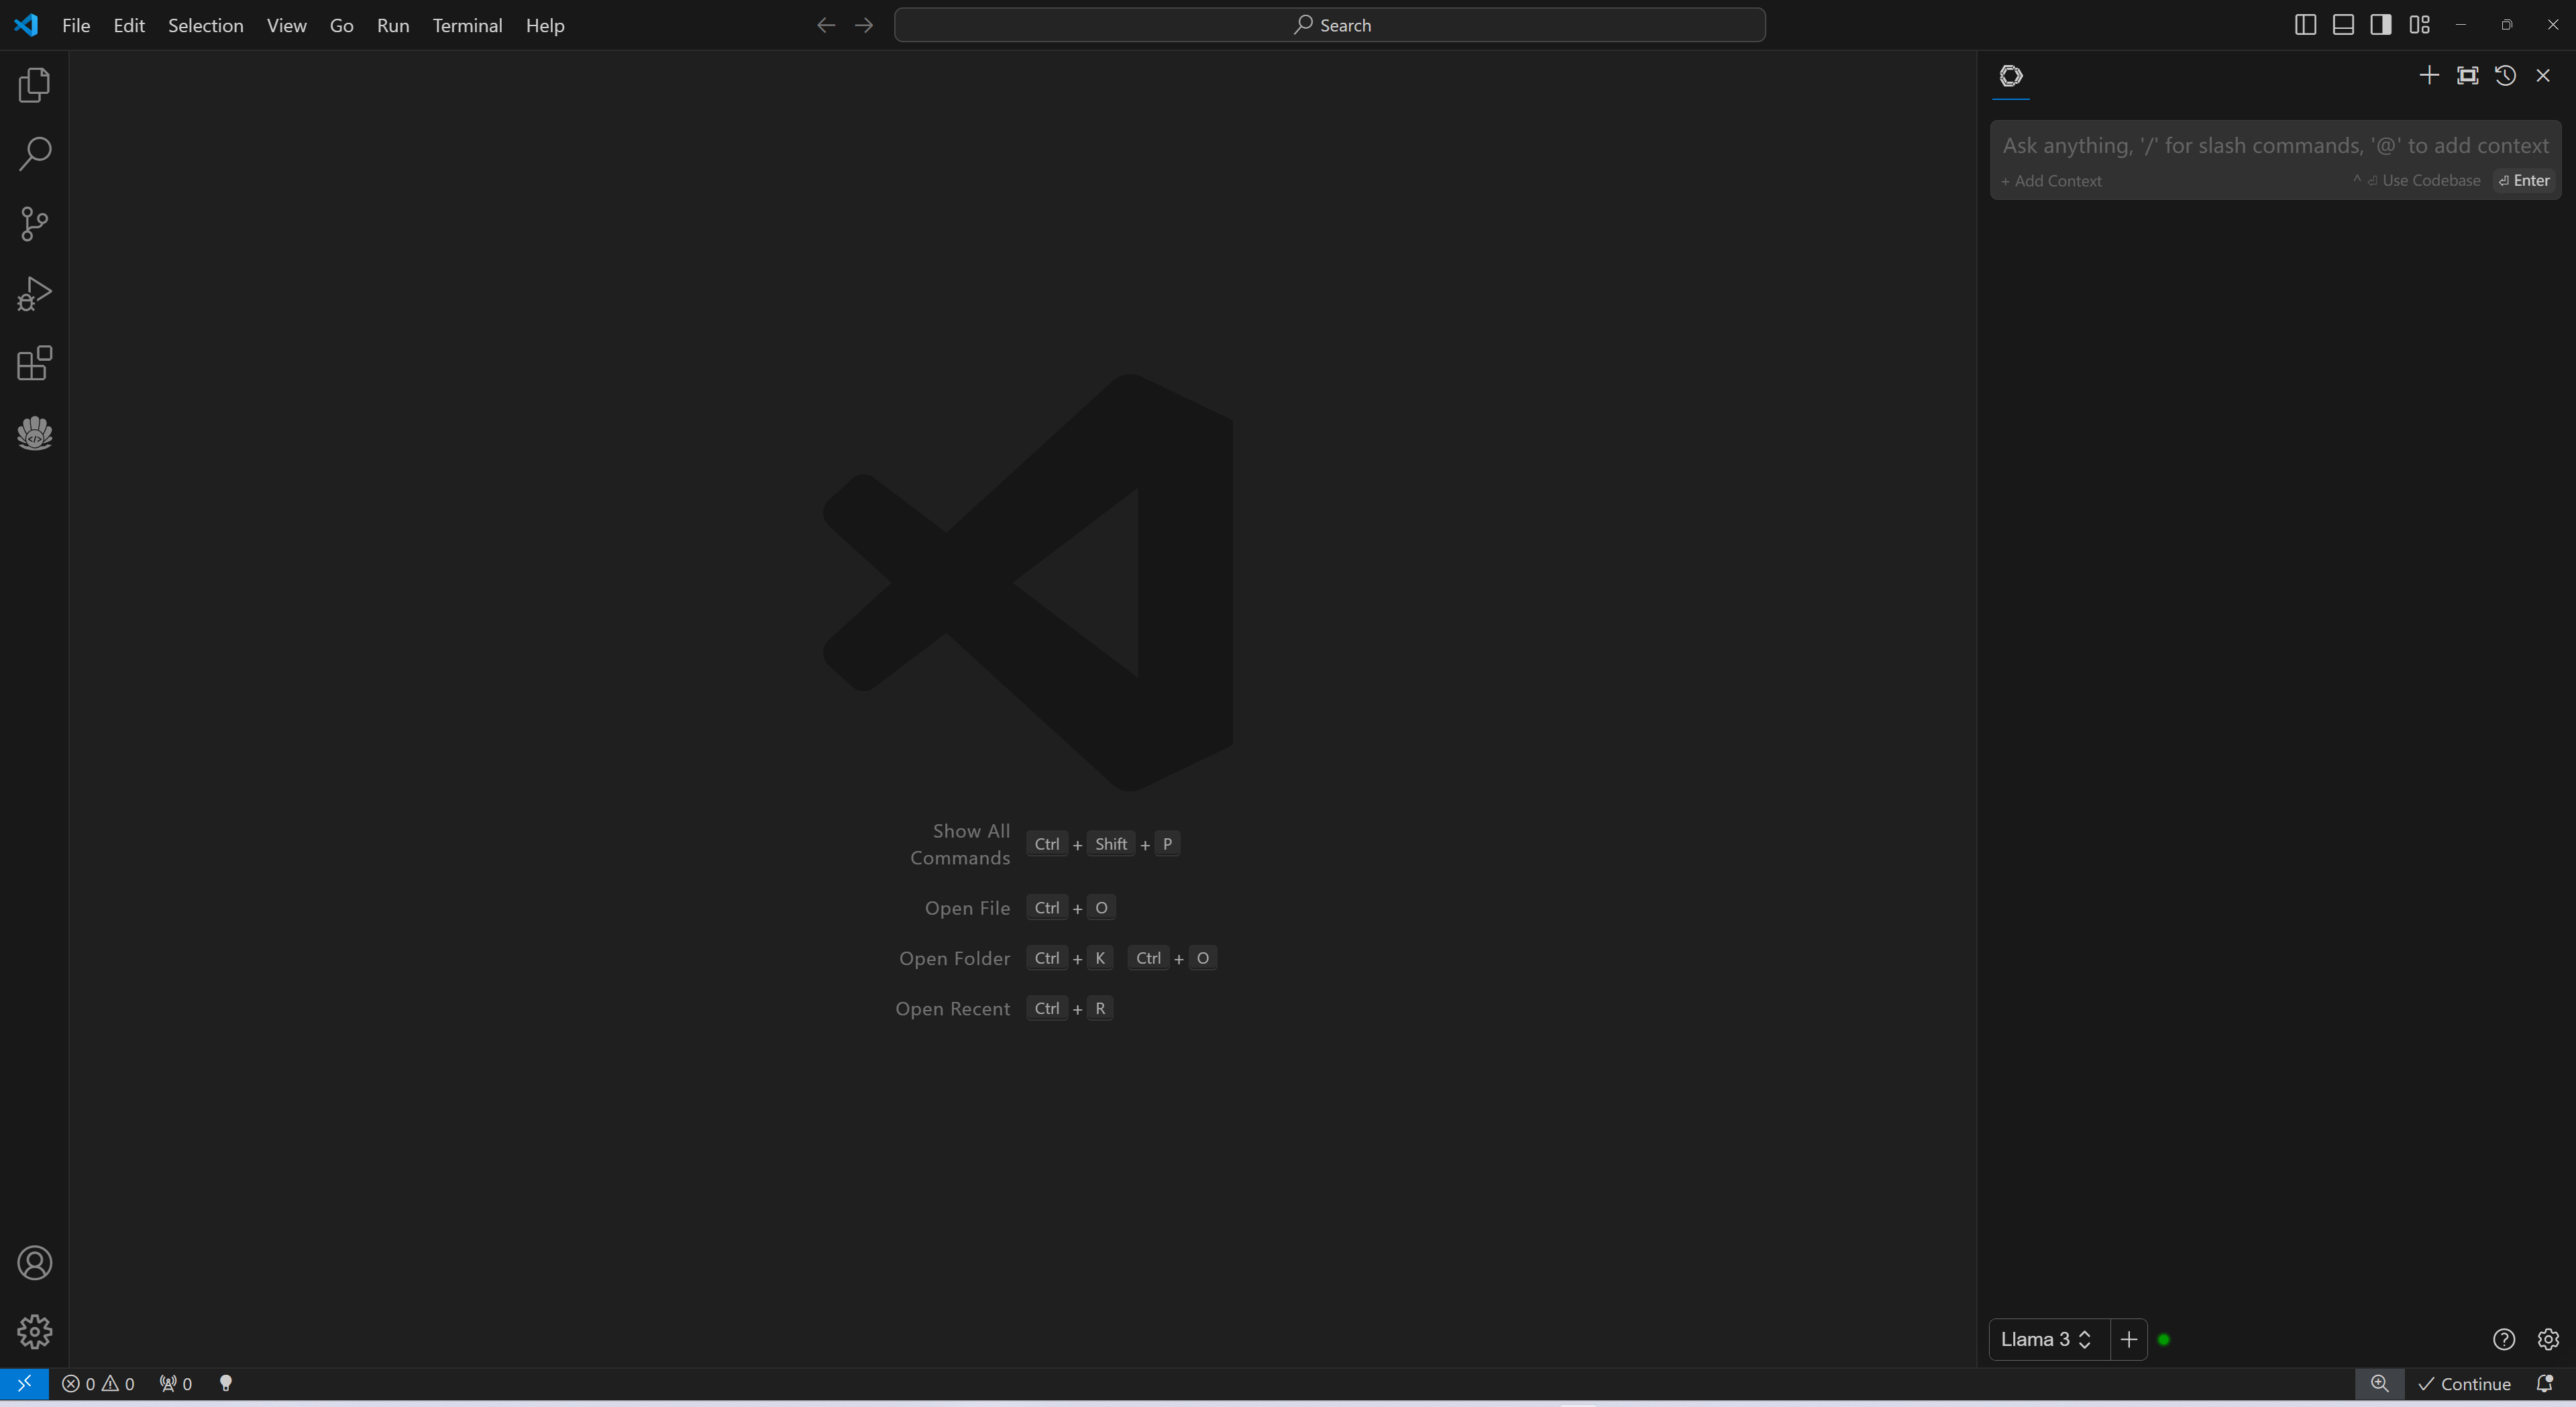 File Edit Selection View Go Run Terminal Help
Search
Ask anything, '/' for slash commands, '@' to add context
+ Add Context ^ ⏎ Use Codebase ⏎ Enter
Show All
Commands
Ctrl + Shift + P
Open File Ctrl + O
Open Folder Ctrl + K Ctrl + O
Open Recent Ctrl + R
Llama 3
0 0 0
Continue